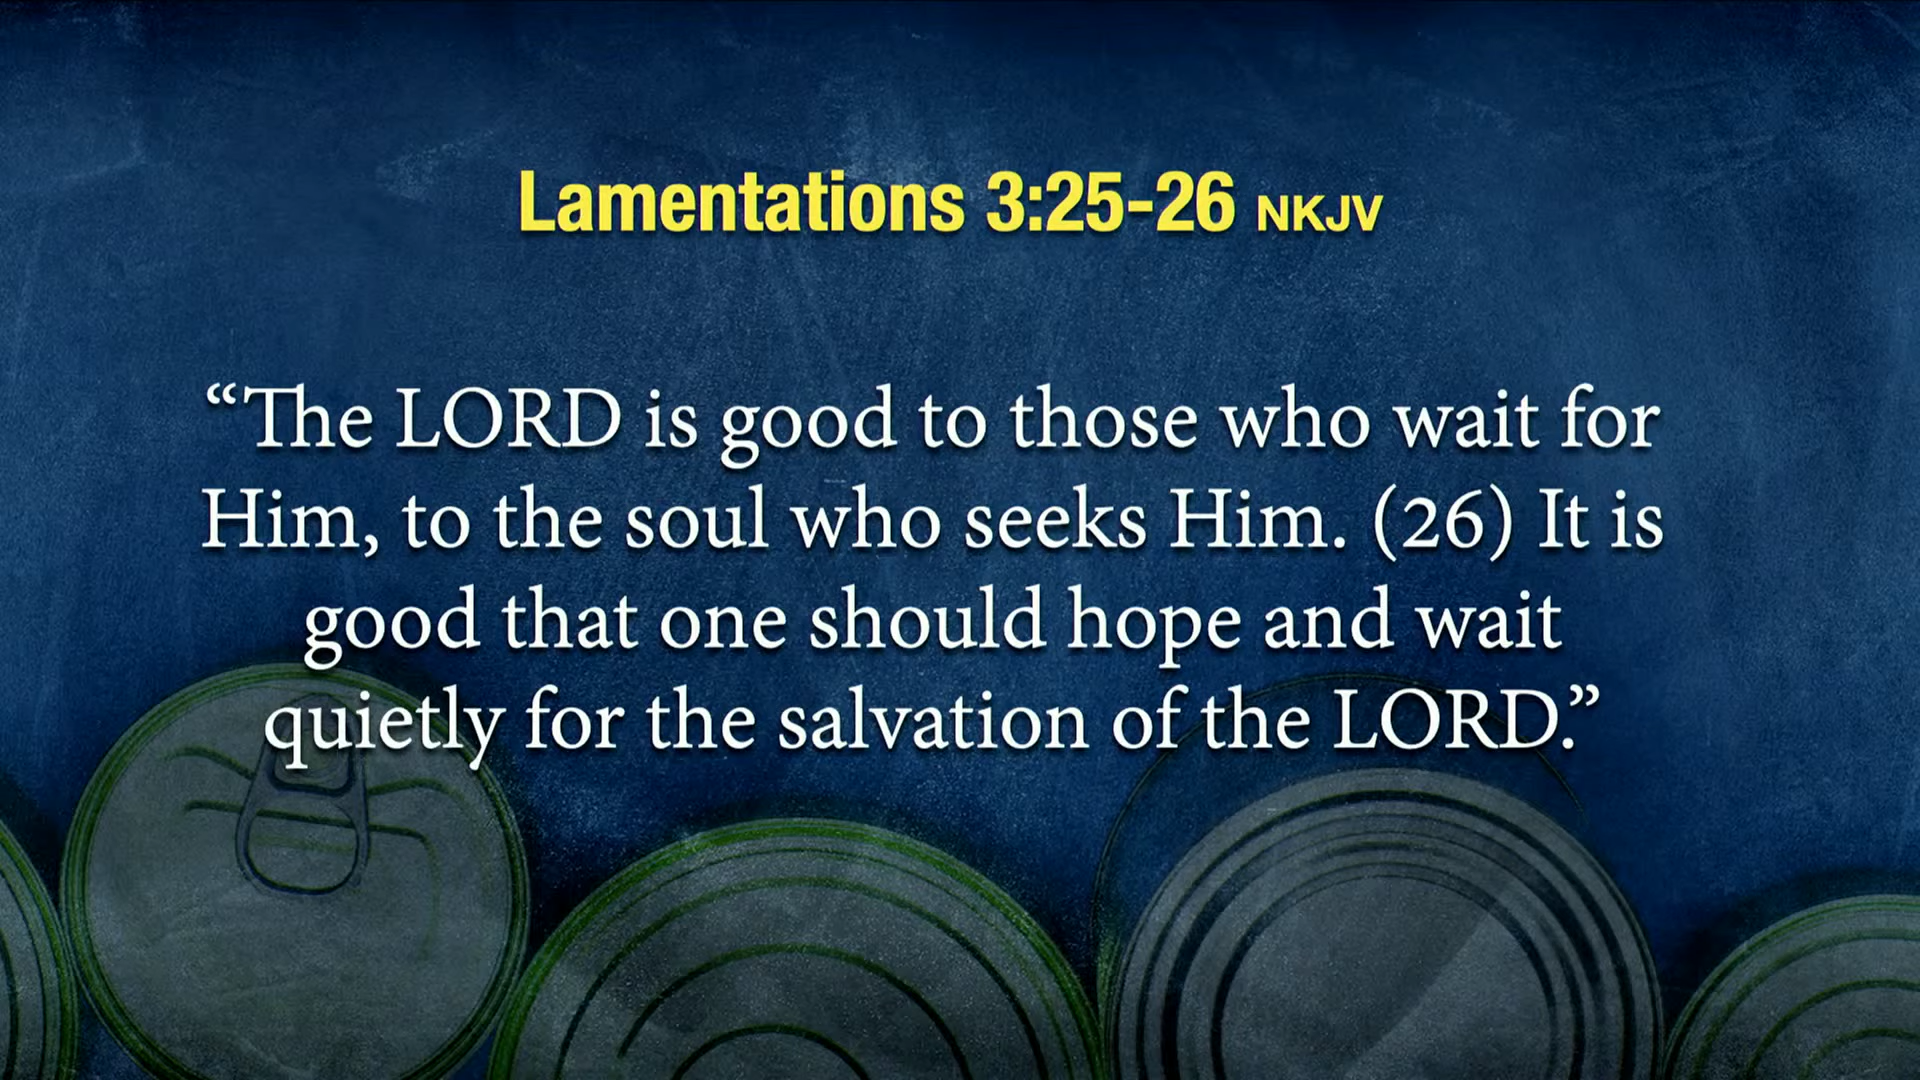 Lamentations 3:25-26 NKJV
“The LORD is good to those who wait for
Him, to the soul who seeks Him. (26) It is
good that one should hope and wait
quietly for the salvation of the LORD.”